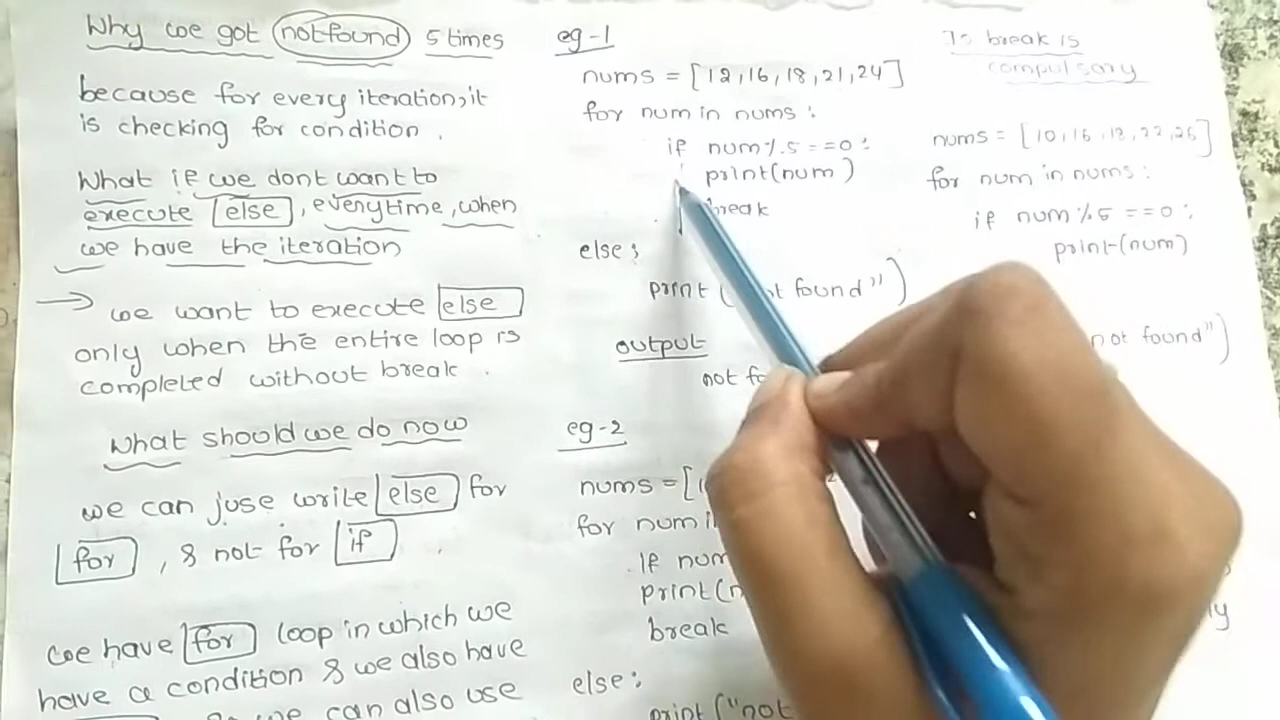 Why we got notfound 5 times
because for every iteration, it
is checking for condition .
What if we dont want to
execute else , everytime , when
we have the iteration
→ we want to execute else
only when the entire loop is
completed without break .
What should we do now
we can juse write else for
for , & not for if .
we have for loop in which we
have a condition & we also have
we can also use
eg-1
nums = [12,16,18,21,24]
for num in nums :
if num%5==0:
print(num)
break
else :
print ( found")
output
not
eg-2
nums =[
for num
If num
print(
break
else :
print ("not
Is break is
compulsory
nums = [10,16,18,22,26]
for num in nums :
if num%5 ==0 :
print(num)
not found")